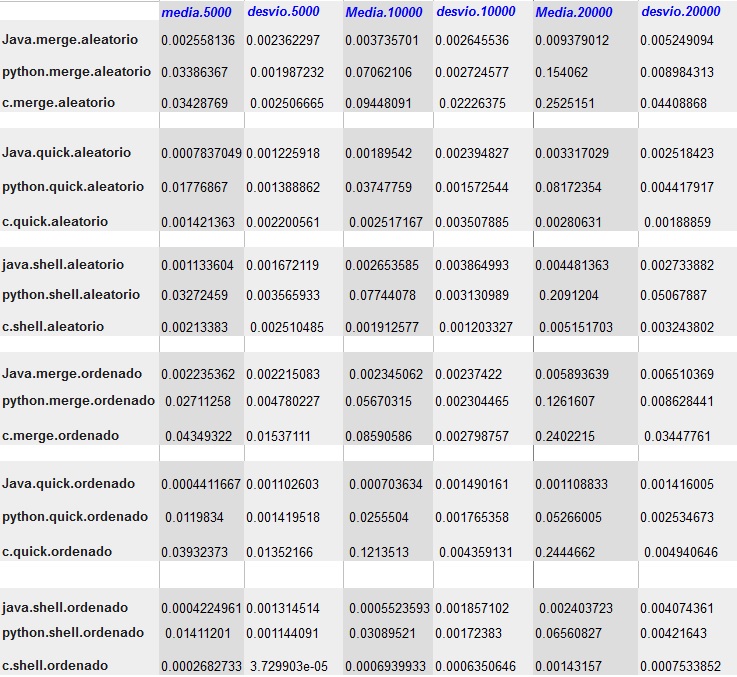 media.5000 desvio.5000 Media.10000 desvio.10000 Media.20000 desvio.20000
Java.merge.aleatorio 0.002558136 0.002362297 0.003735701 0.002645536 0.009379012 0.005249094
python.merge.aleatorio 0.03386367 0.001987232 0.07062106 0.002724577 0.154062 0.008984313
c.merge.aleatorio 0.03428769 0.002506665 0.09448091 0.02226375 0.2525151 0.04408868
Java.quick.aleatorio 0.0007837049 0.001225918 0.00189542 0.002394827 0.003317029 0.002518423
python.quick.aleatorio 0.01776867 0.001388862 0.03747759 0.001572544 0.08172354 0.004417917
c.quick.aleatorio 0.001421363 0.002200561 0.002517167 0.003507885 0.00280631 0.00188859
java.shell.aleatorio 0.001133604 0.001672119 0.002653585 0.003864993 0.004481363 0.002733882
python.shell.aleatorio 0.03272459 0.003565933 0.07744078 0.003130989 0.2091204 0.05067887
c.shell.aleatorio 0.00213383 0.002510485 0.001912577 0.001203327 0.005151703 0.003243802
Java.merge.ordenado 0.002235362 0.002215083 0.002345062 0.00237422 0.005893639 0.006510369
python.merge.ordenado 0.02711258 0.004780227 0.05670315 0.002304465 0.1261607 0.008628441
c.merge.ordenado 0.04349322 0.01537111 0.08590586 0.002798757 0.2402215 0.03447761
Java.quick.ordenado 0.0004411667 0.001102603 0.000703634 0.001490161 0.001108833 0.001416005
python.quick.ordenado 0.0119834 0.001419518 0.0255504 0.001765358 0.05266005 0.002534673
c.quick.ordenado 0.03932373 0.01352166 0.1213513 0.004359131 0.2444662 0.004940646
java.shell.ordenado 0.0004224961 0.001314514 0.0005523593 0.001857102 0.002403723 0.004074361
python.shell.ordenado 0.01411201 0.001144091 0.03089521 0.00172383 0.06560827 0.00421643
c.shell.ordenado 0.0002682733 3.729903e-05 0.0006939933 0.0006350646 0.00143157 0.0007533852